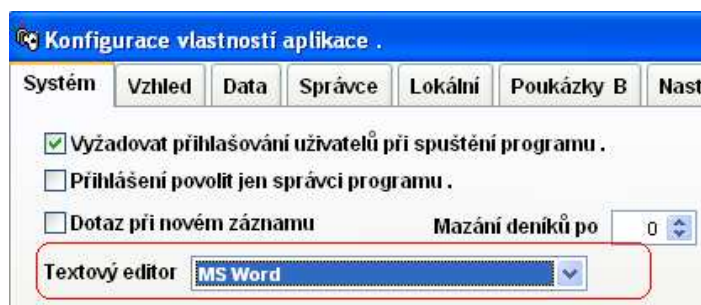 Konfigurace vlastností aplikace .
Systém Vzhled Data Správce Lokální Poukázky B Nast
Vyžadovat přihlašování uživatelů při spuštění programu .
Přihlášení povolit jen správci programu .
Dotaz při novém záznamu Mazání deníků po 0
Textový editor MS Word